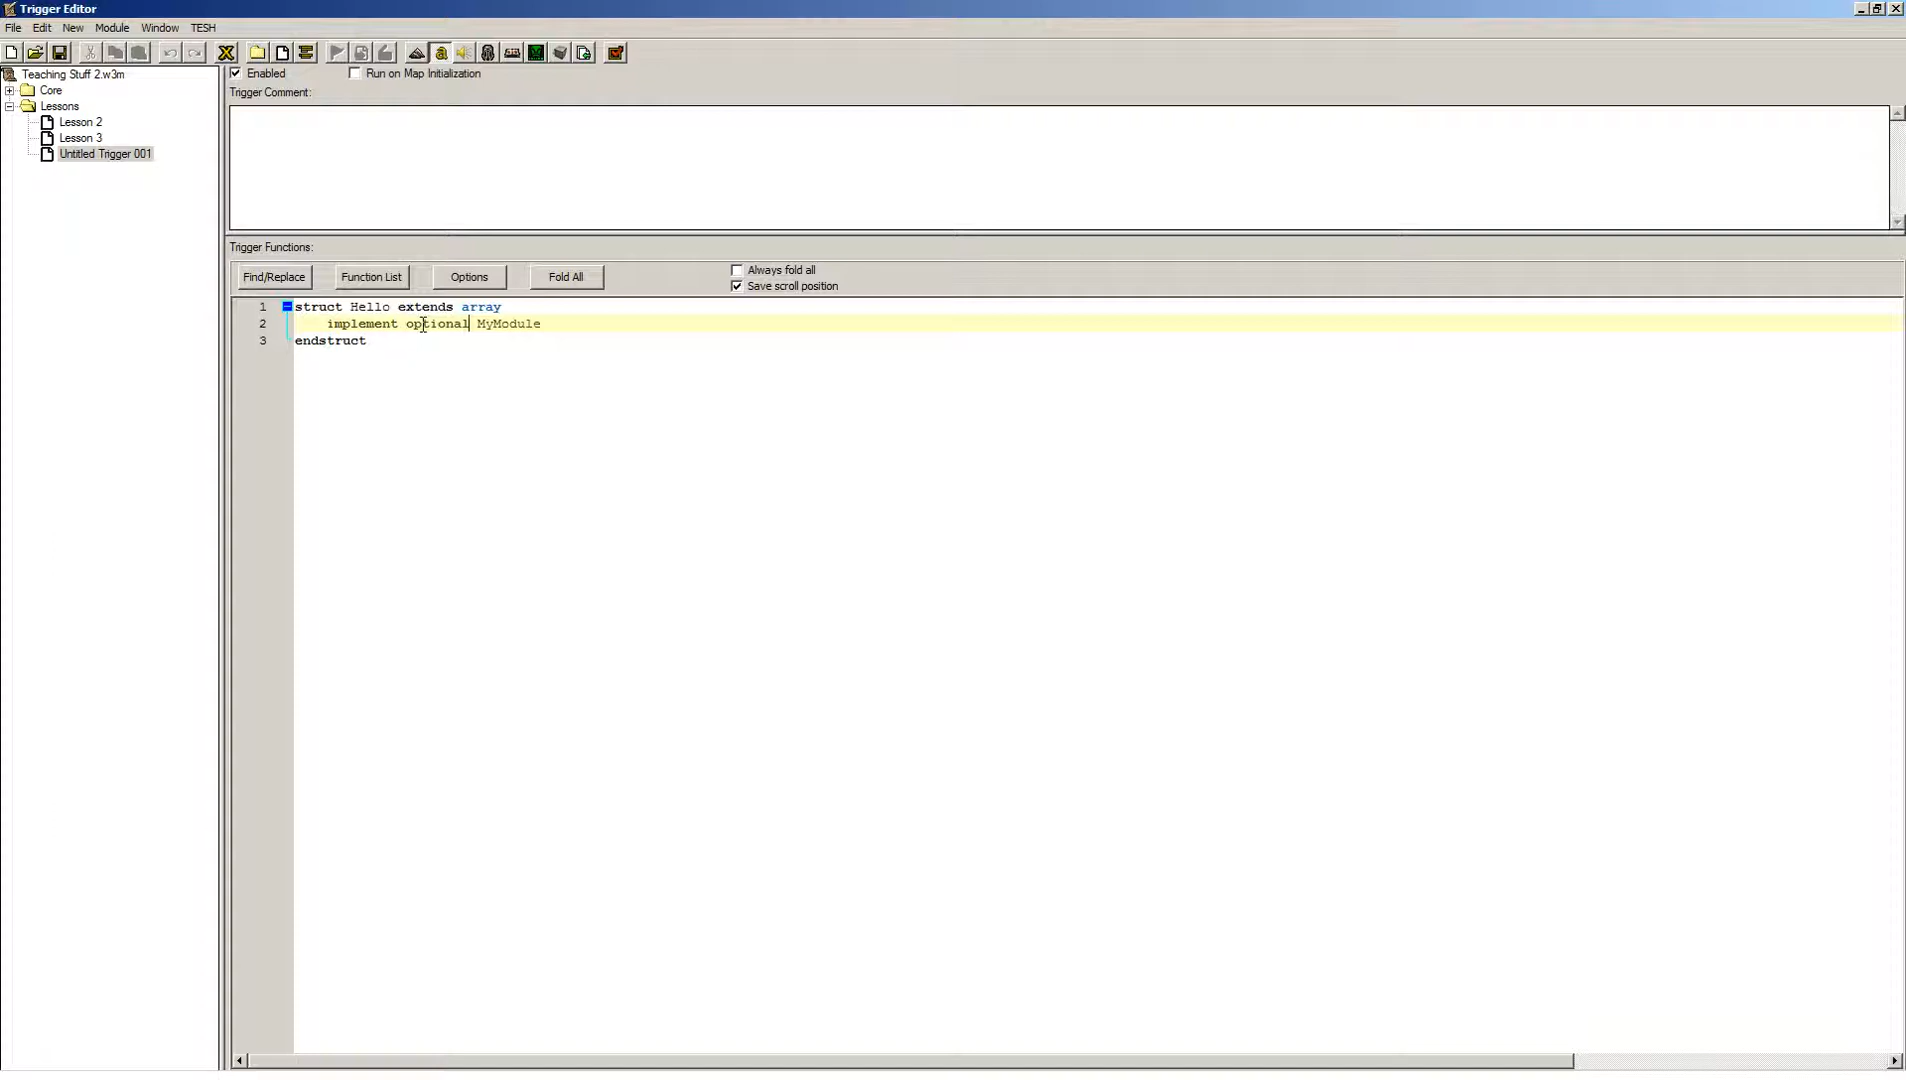 Trigger Editor
File Edit New Module Window TESH
Teaching Stuff 2.w3m
Core
Lessons
Lesson 2
Lesson 3
Untitled Trigger 001
Enabled Run on Map Initialization
Trigger Comment:
Trigger Functions:
Find/Replace Function List Options Fold All
Always fold all
Save scroll position
1 struct Hello extends array
2 implement optional MyModule
3 endstruct